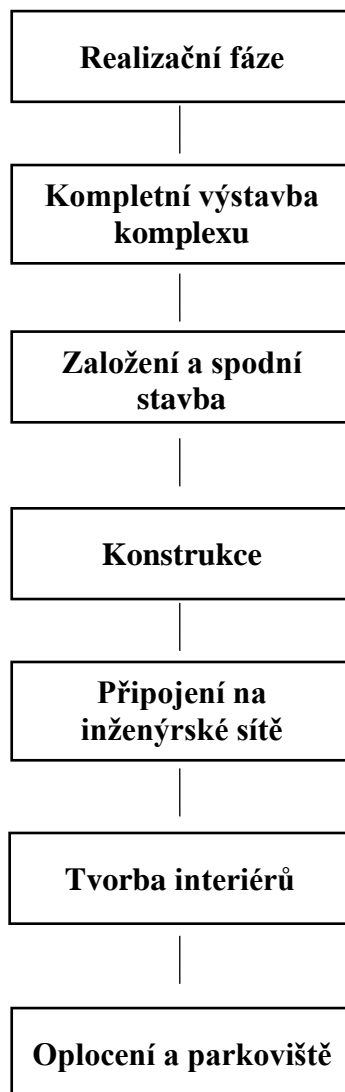 Realizační fáze
Kompletní výstavba
komplexu
Založení a spodní
stavba
Konstrukce
Připojení na
inženýrské sítě
Tvorba interiérů
Oplocení a parkoviště